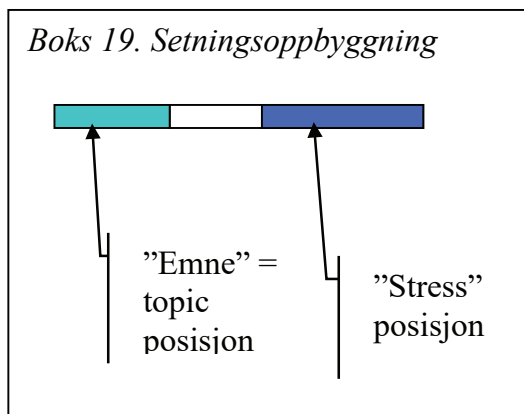 Boks 19. Setningsoppbyggning
”Emne” =
topic
posisjon
”Stress”
posisjon